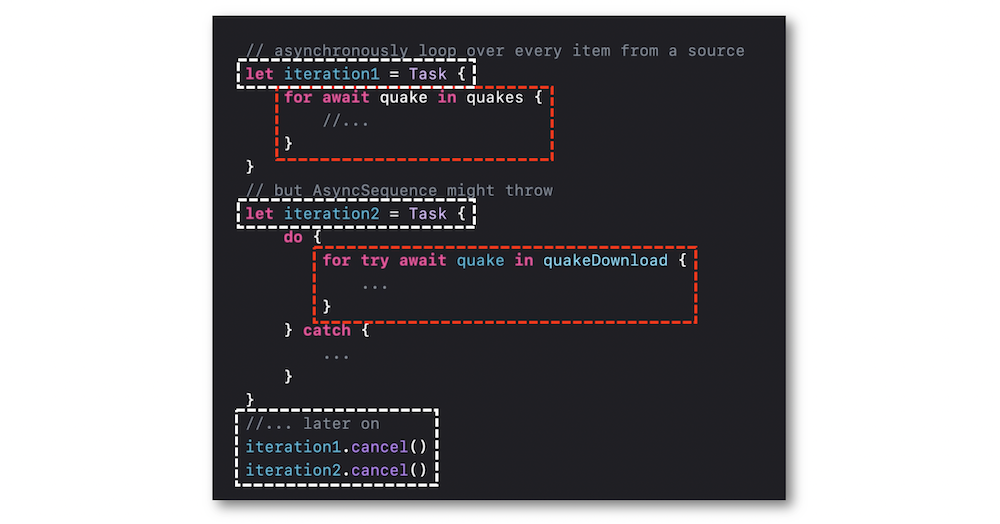 // asynchronously loop over every item from a source
let iteration1 = Task {
for await quake in quakes {
//...
}
}
// but AsyncSequence might throw
let iteration2 = Task {
do {
for try await quake in quakeDownload {
...
}
} catch {
...
}
}
//... later on
iteration1.cancel()
iteration2.cancel()